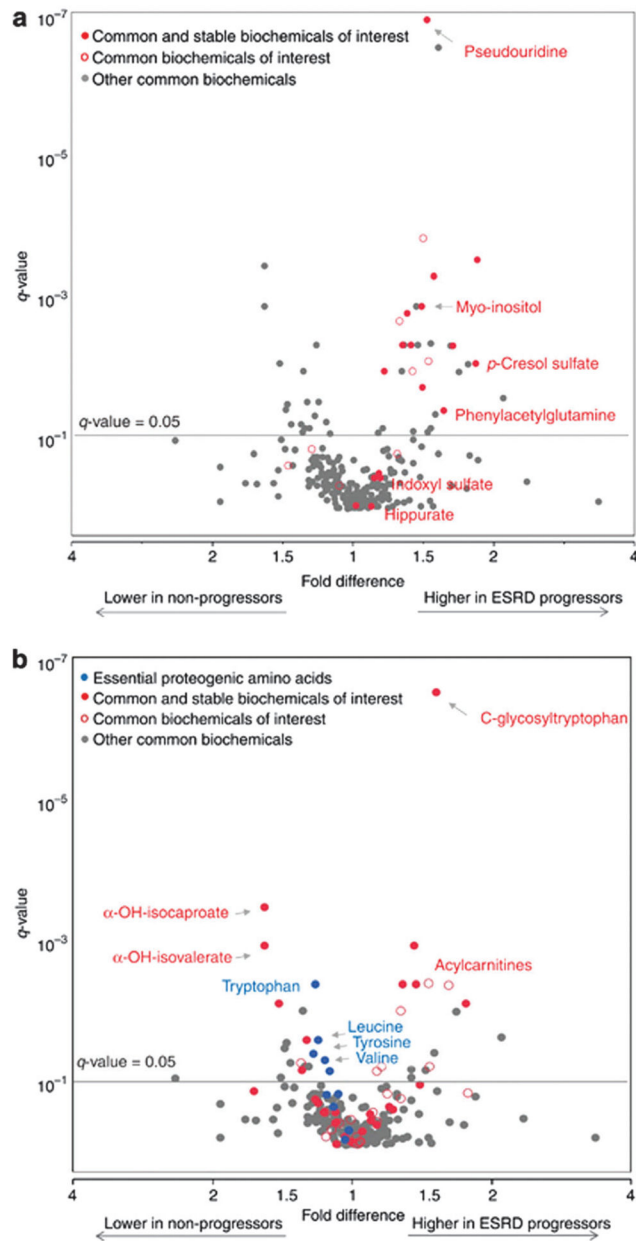 a
10⁻⁷
Common and stable biochemicals of interest
Common biochemicals of interest
Other common biochemicals
Pseudouridine
10⁻⁵
q-value
10⁻³
Myo-inositol
p-Cresol sulfate
Phenylacetylglutamine
q-value = 0.05
10⁻¹
Indoxyl sulfate
Hippurate
4 2 1.5 1 1.5 2 4
Fold difference
Lower in non-progressors Higher in ESRD progressors
b
10⁻⁷
Essential proteogenic amino acids
Common and stable biochemicals of interest
Common biochemicals of interest
Other common biochemicals
C-glycosyltryptophan
10⁻⁵
q-value
α-OH-isocaproate
10⁻³
α-OH-isovalerate
Acylcarnitines
Tryptophan
Leucine
Tyrosine
Valine
q-value = 0.05
10⁻¹
4 2 1.5 1 1.5 2 4
Fold difference
Lower in non-progressors Higher in ESRD progressors